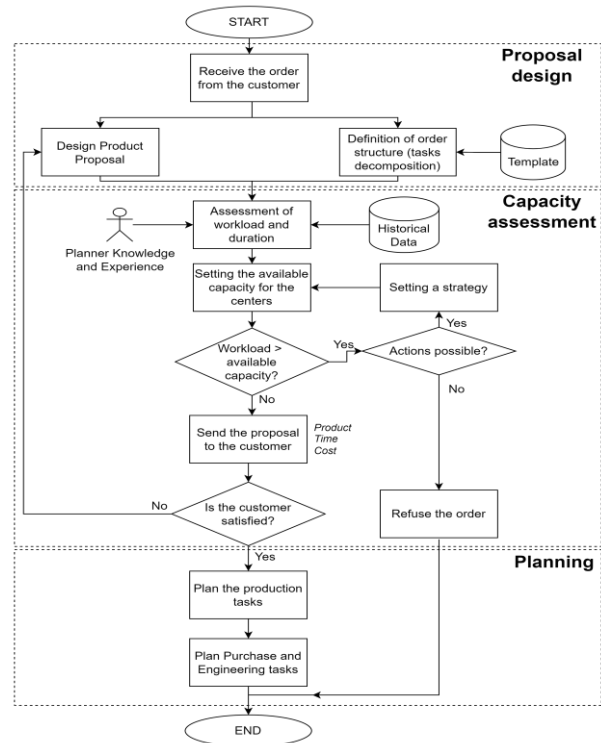 START
Proposal
design
Receive the order
from the customer
Design Product
Proposal
Definition of order
structure (tasks
decomposition)
Template
Capacity
assessment
Assessment of
workload and
duration
Historical
Data
Planner Knowledge
and Experience
Setting the available
capacity for the
centers
Setting a strategy
Yes
Workload >
available
capacity?
Yes
Actions possible?
No
No
Send the proposal
to the customer
Product
Time
Cost
No
Is the customer
satisfied?
Refuse the order
Yes
Planning
Plan the production
tasks
Plan Purchase and
Engineering tasks
END